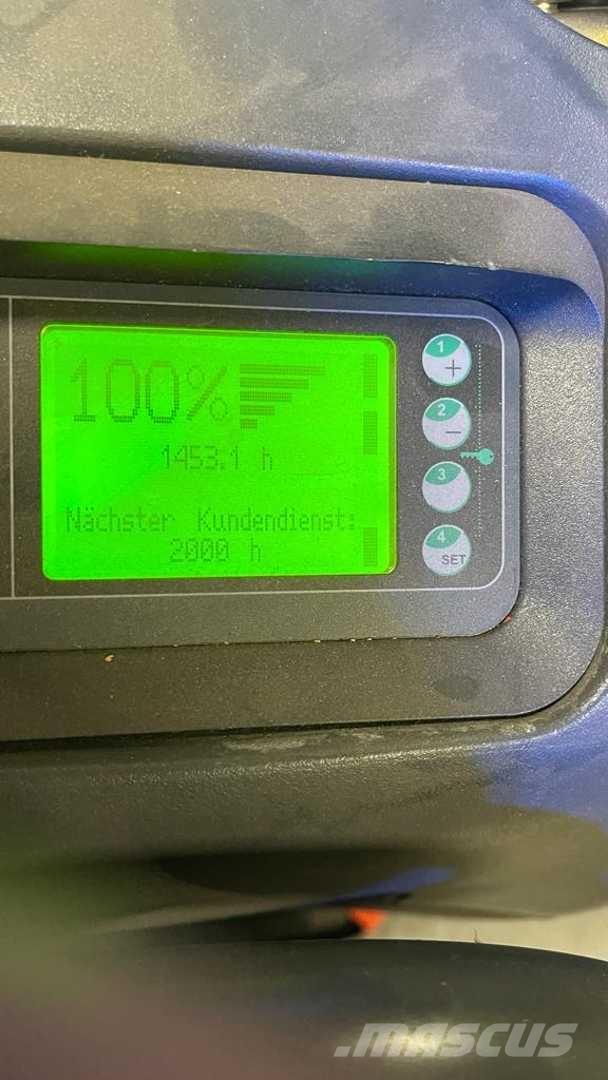 100%
1453.1 h
Nächster Kundendienst:
2000 h
1
+
2
−
3
4
SET
MASCUS